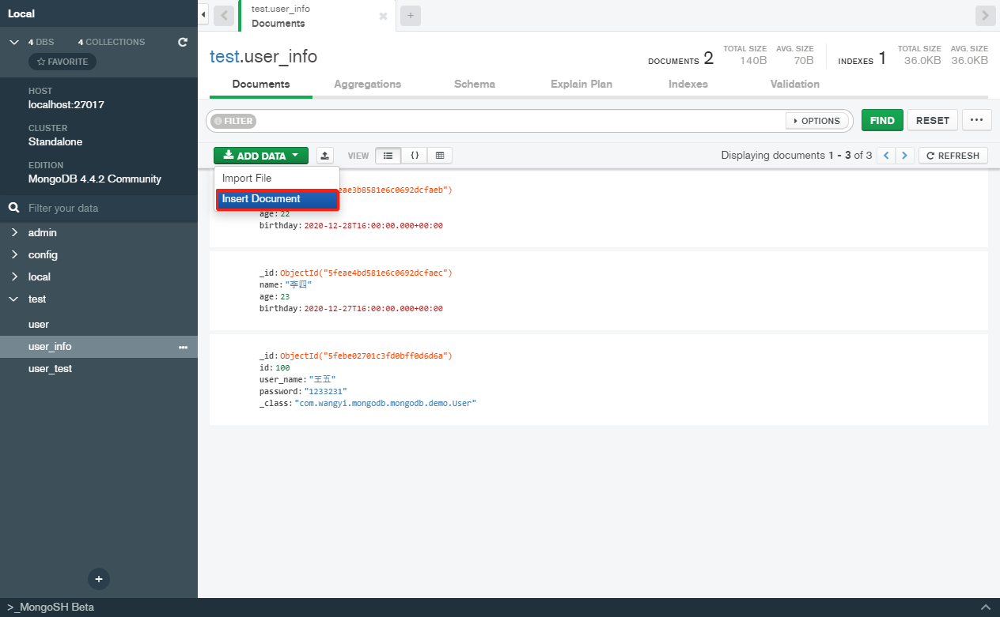 Local
4 DBS 4 COLLECTIONS
FAVORITE
HOST
localhost:27017
CLUSTER
Standalone
EDITION
MongoDB 4.4.2 Community
Filter your data
admin
config
local
test
user
user_info
user_test
>_MongoSH Beta
test.user_info
Documents
test.user_info
DOCUMENTS 2
TOTAL SIZE
140B
AVG. SIZE
70B
INDEXES 1
TOTAL SIZE
36.0KB
AVG. SIZE
36.0KB
Documents Aggregations Schema Explain Plan Indexes Validation
FILTER OPTIONS FIND RESET
ADD DATA VIEW Displaying documents 1 - 3 of 3 REFRESH
Import File
Insert Document
eae3b8581e6c0692dcfaeb")
age: 22
birthday: 2020-12-28T16:00:00.000+00:00
_id: ObjectId("5feae4bd581e6c0692dcfaec")
name: "李四"
age: 23
birthday: 2020-12-27T16:00:00.000+00:00
_id: ObjectId("5febe02701c3fd0bff0d6d6a")
id: 100
user_name: "王五"
password: "1233231"
_class: "com.wangyi.mongodb.mongodb.demo.User"